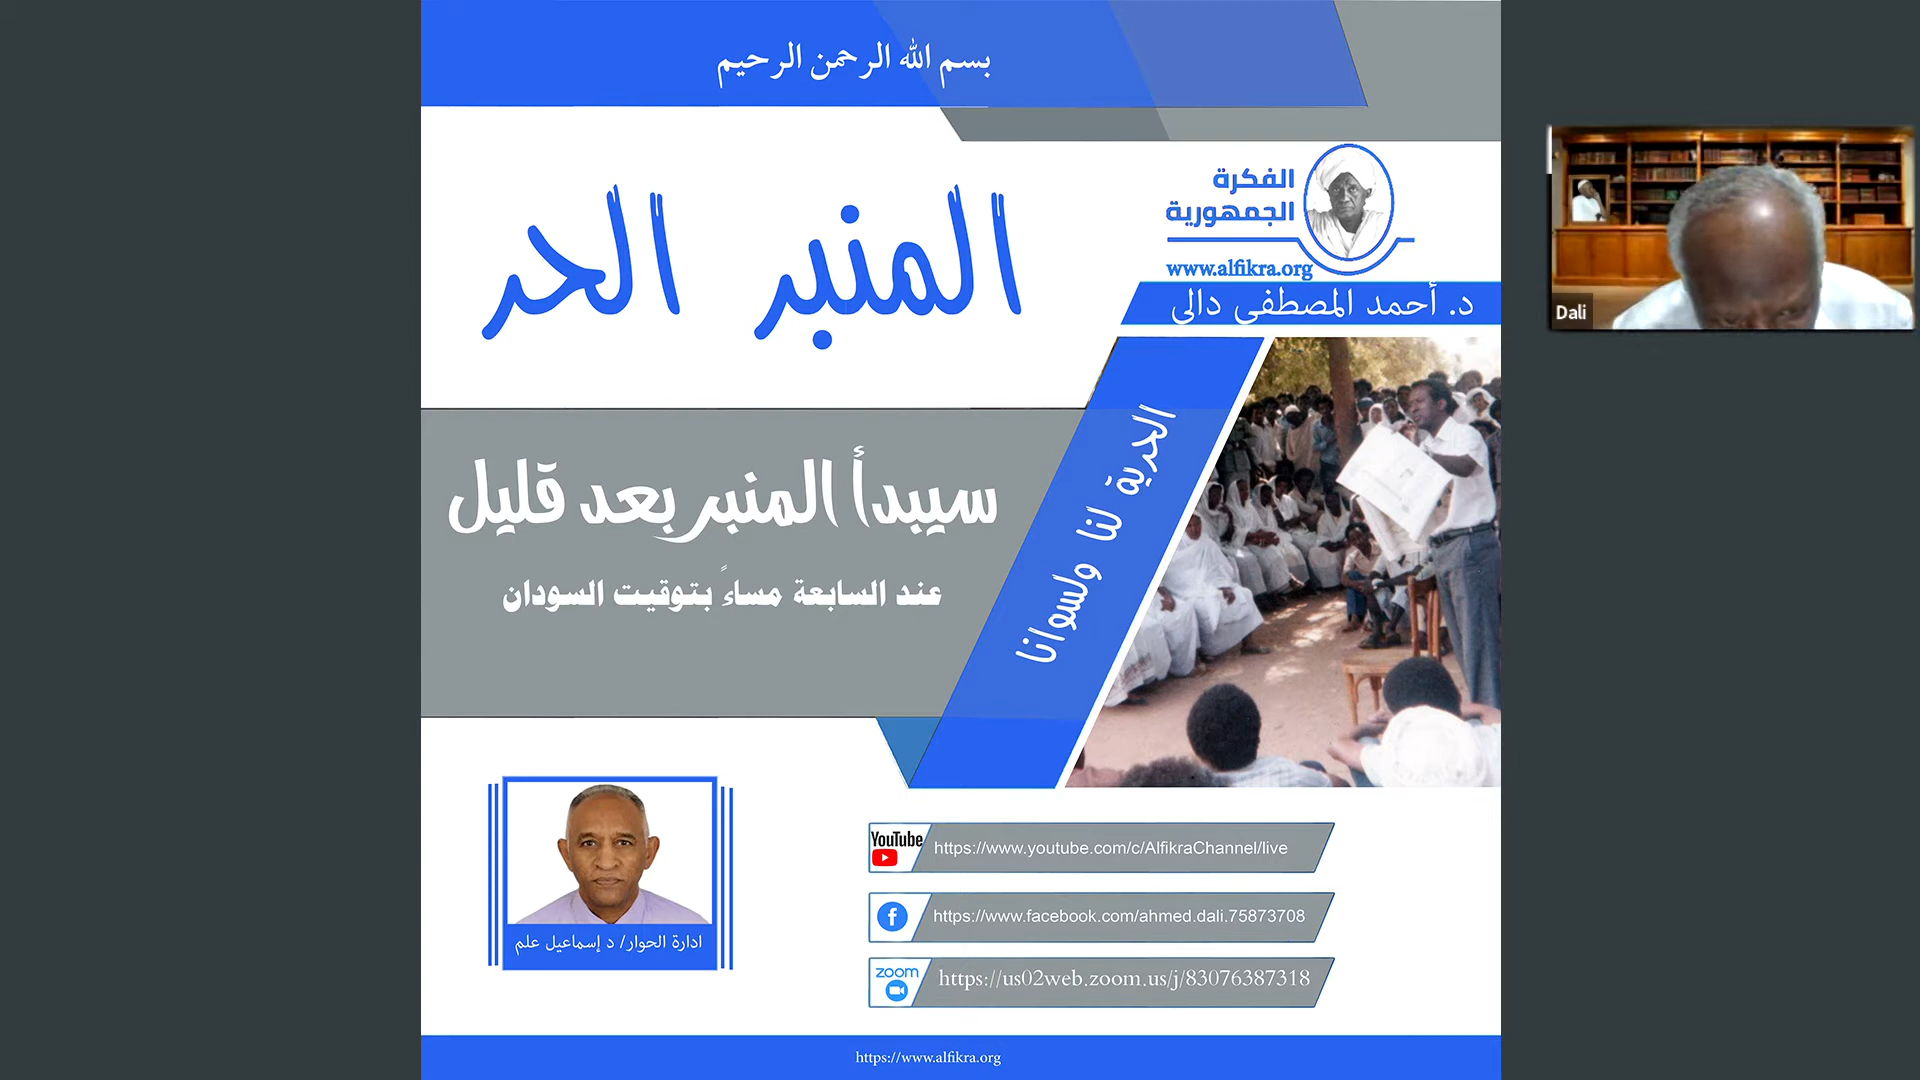 بسم الله الرحمن الرحيم
الفكرة
الجمهورية
www.alfikra.org
د. أحمد المصطفى دالى
المنبر الحر
الحرية لنا ولسوانا
سيبدأ المنبر بعد قليل
عند السابعة مساءً بتوقيت السودان
Dali
ادارة الحوار/ د إسماعيل علم
YouTube
https://www.youtube.com/c/AlfikraChannel/live
https://www.facebook.com/ahmed.dali.75873708
zoom
https://us02web.zoom.us/j/83076387318
https://www.alfikra.org